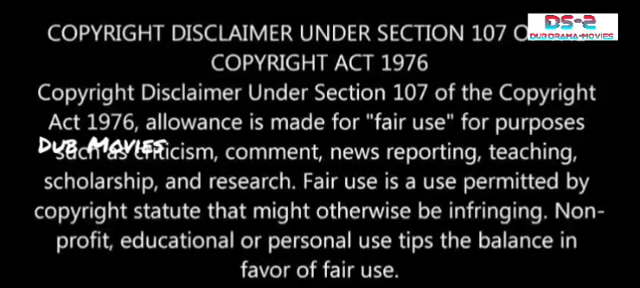 COPYRIGHT DISCLAIMER UNDER SECTION 107
DS-2
DUB DRAMA-MOVIES
COPYRIGHT ACT 1976
Copyright Disclaimer Under Section 107 of the Copyright
Act 1976, allowance is made for "fair use" for purposes
Dub Movies
such as criticism, comment, news reporting, teaching,
scholarship, and research. Fair use is a use permitted by
copyright statute that might otherwise be infringing. Non-
profit, educational or personal use tips the balance in
favor of fair use.